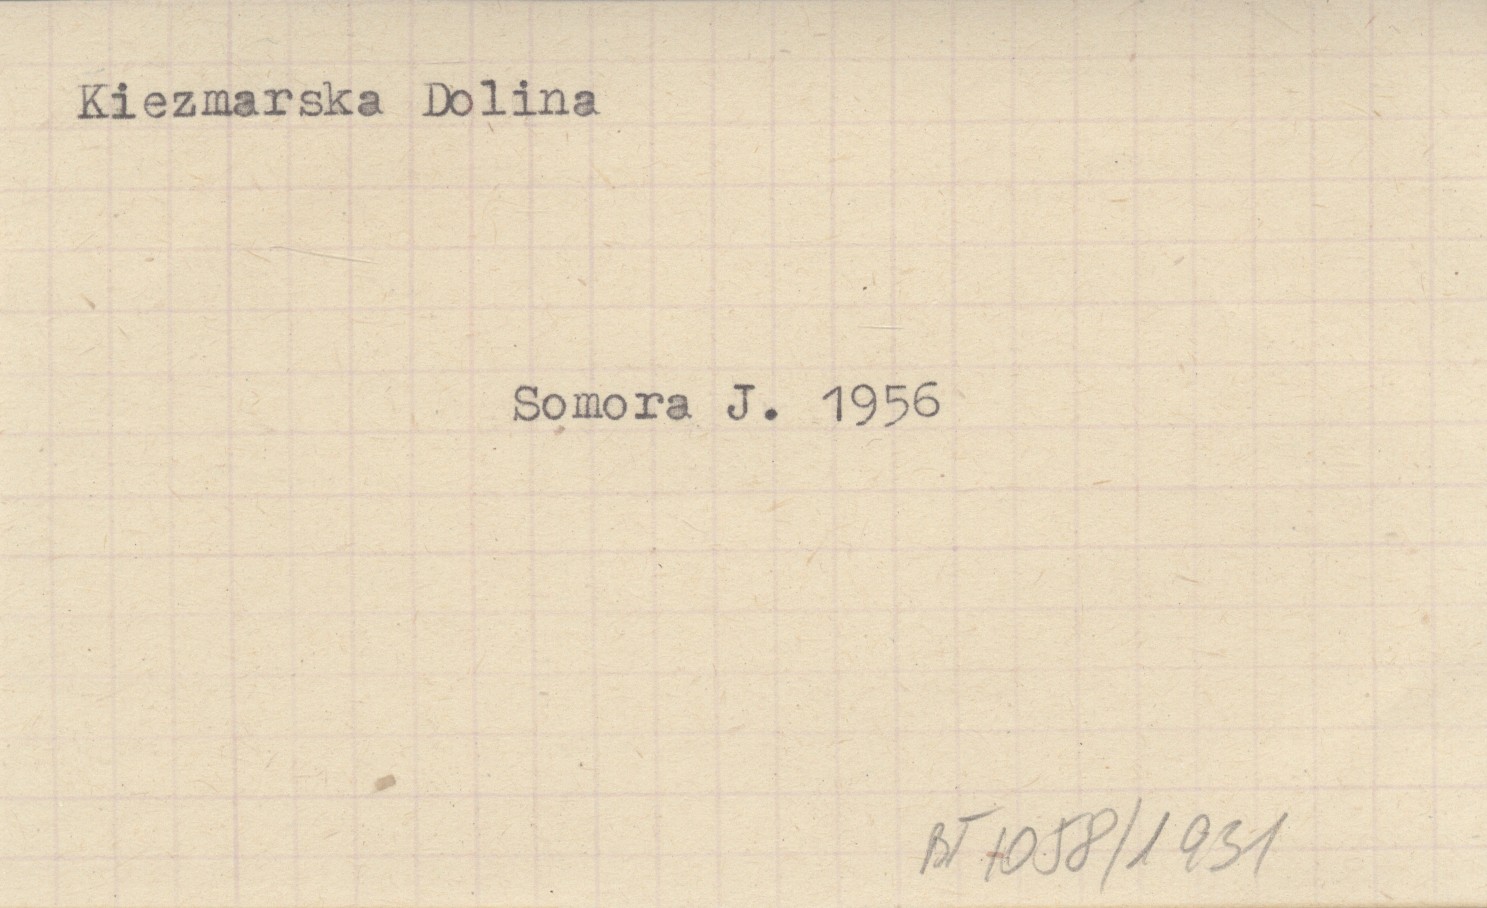 Kiezmarska Dolina
Somora J. 1956
BT 1058/1931